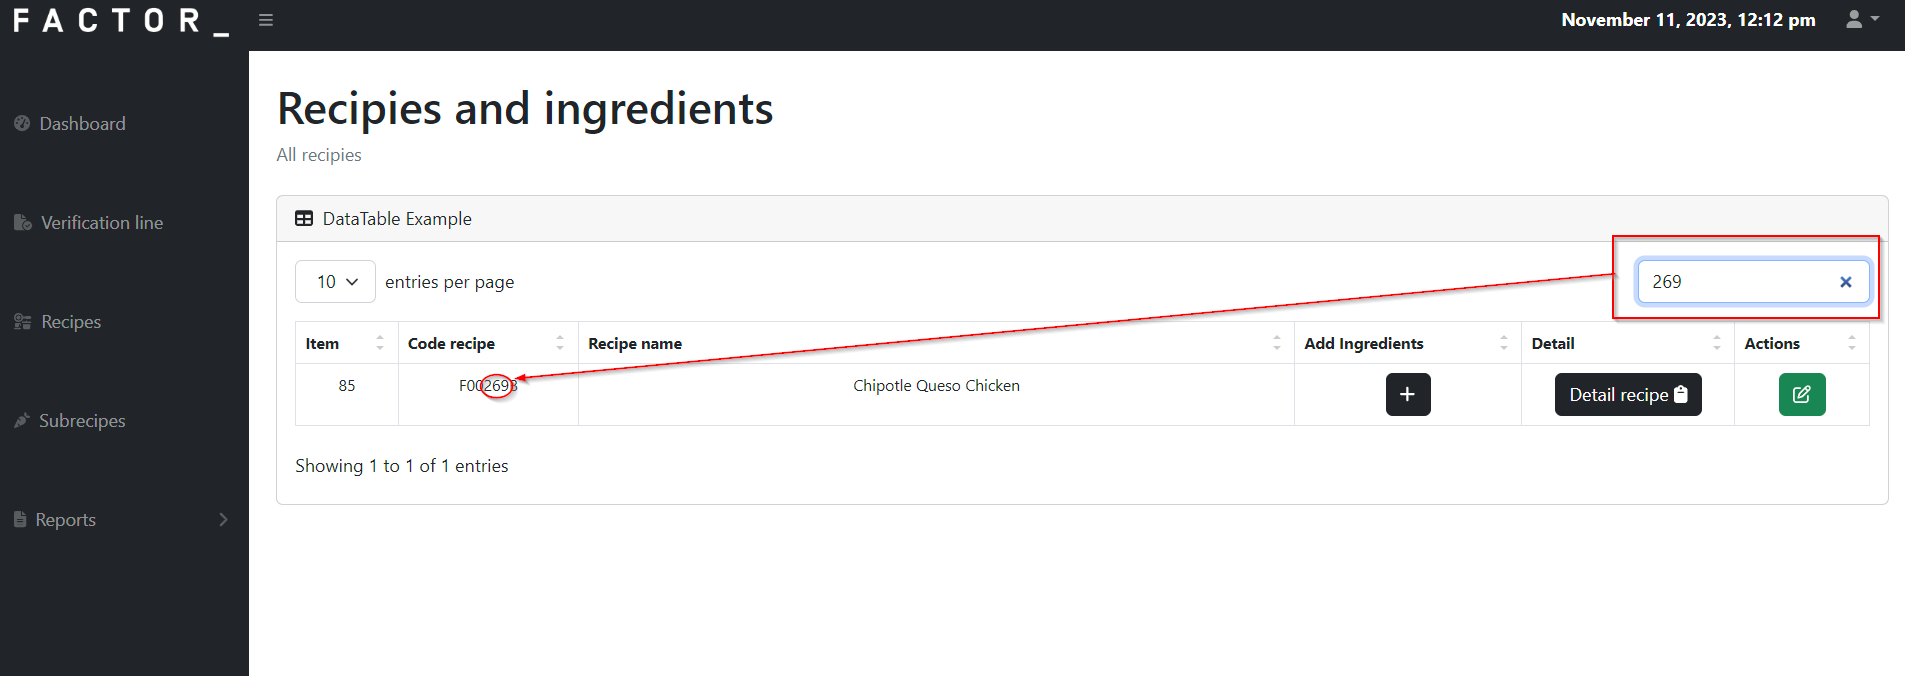 FACTOR_
November 11, 2023, 12:12 pm
Dashboard
Verification line
Recipes
Subrecipes
Reports
Recipies and ingredients
All recipies
DataTable Example
10 entries per page
269
Item Code recipe Recipe name Add Ingredients Detail Actions
85 F00269B Chipotle Queso Chicken + Detail recipe
Showing 1 to 1 of 1 entries